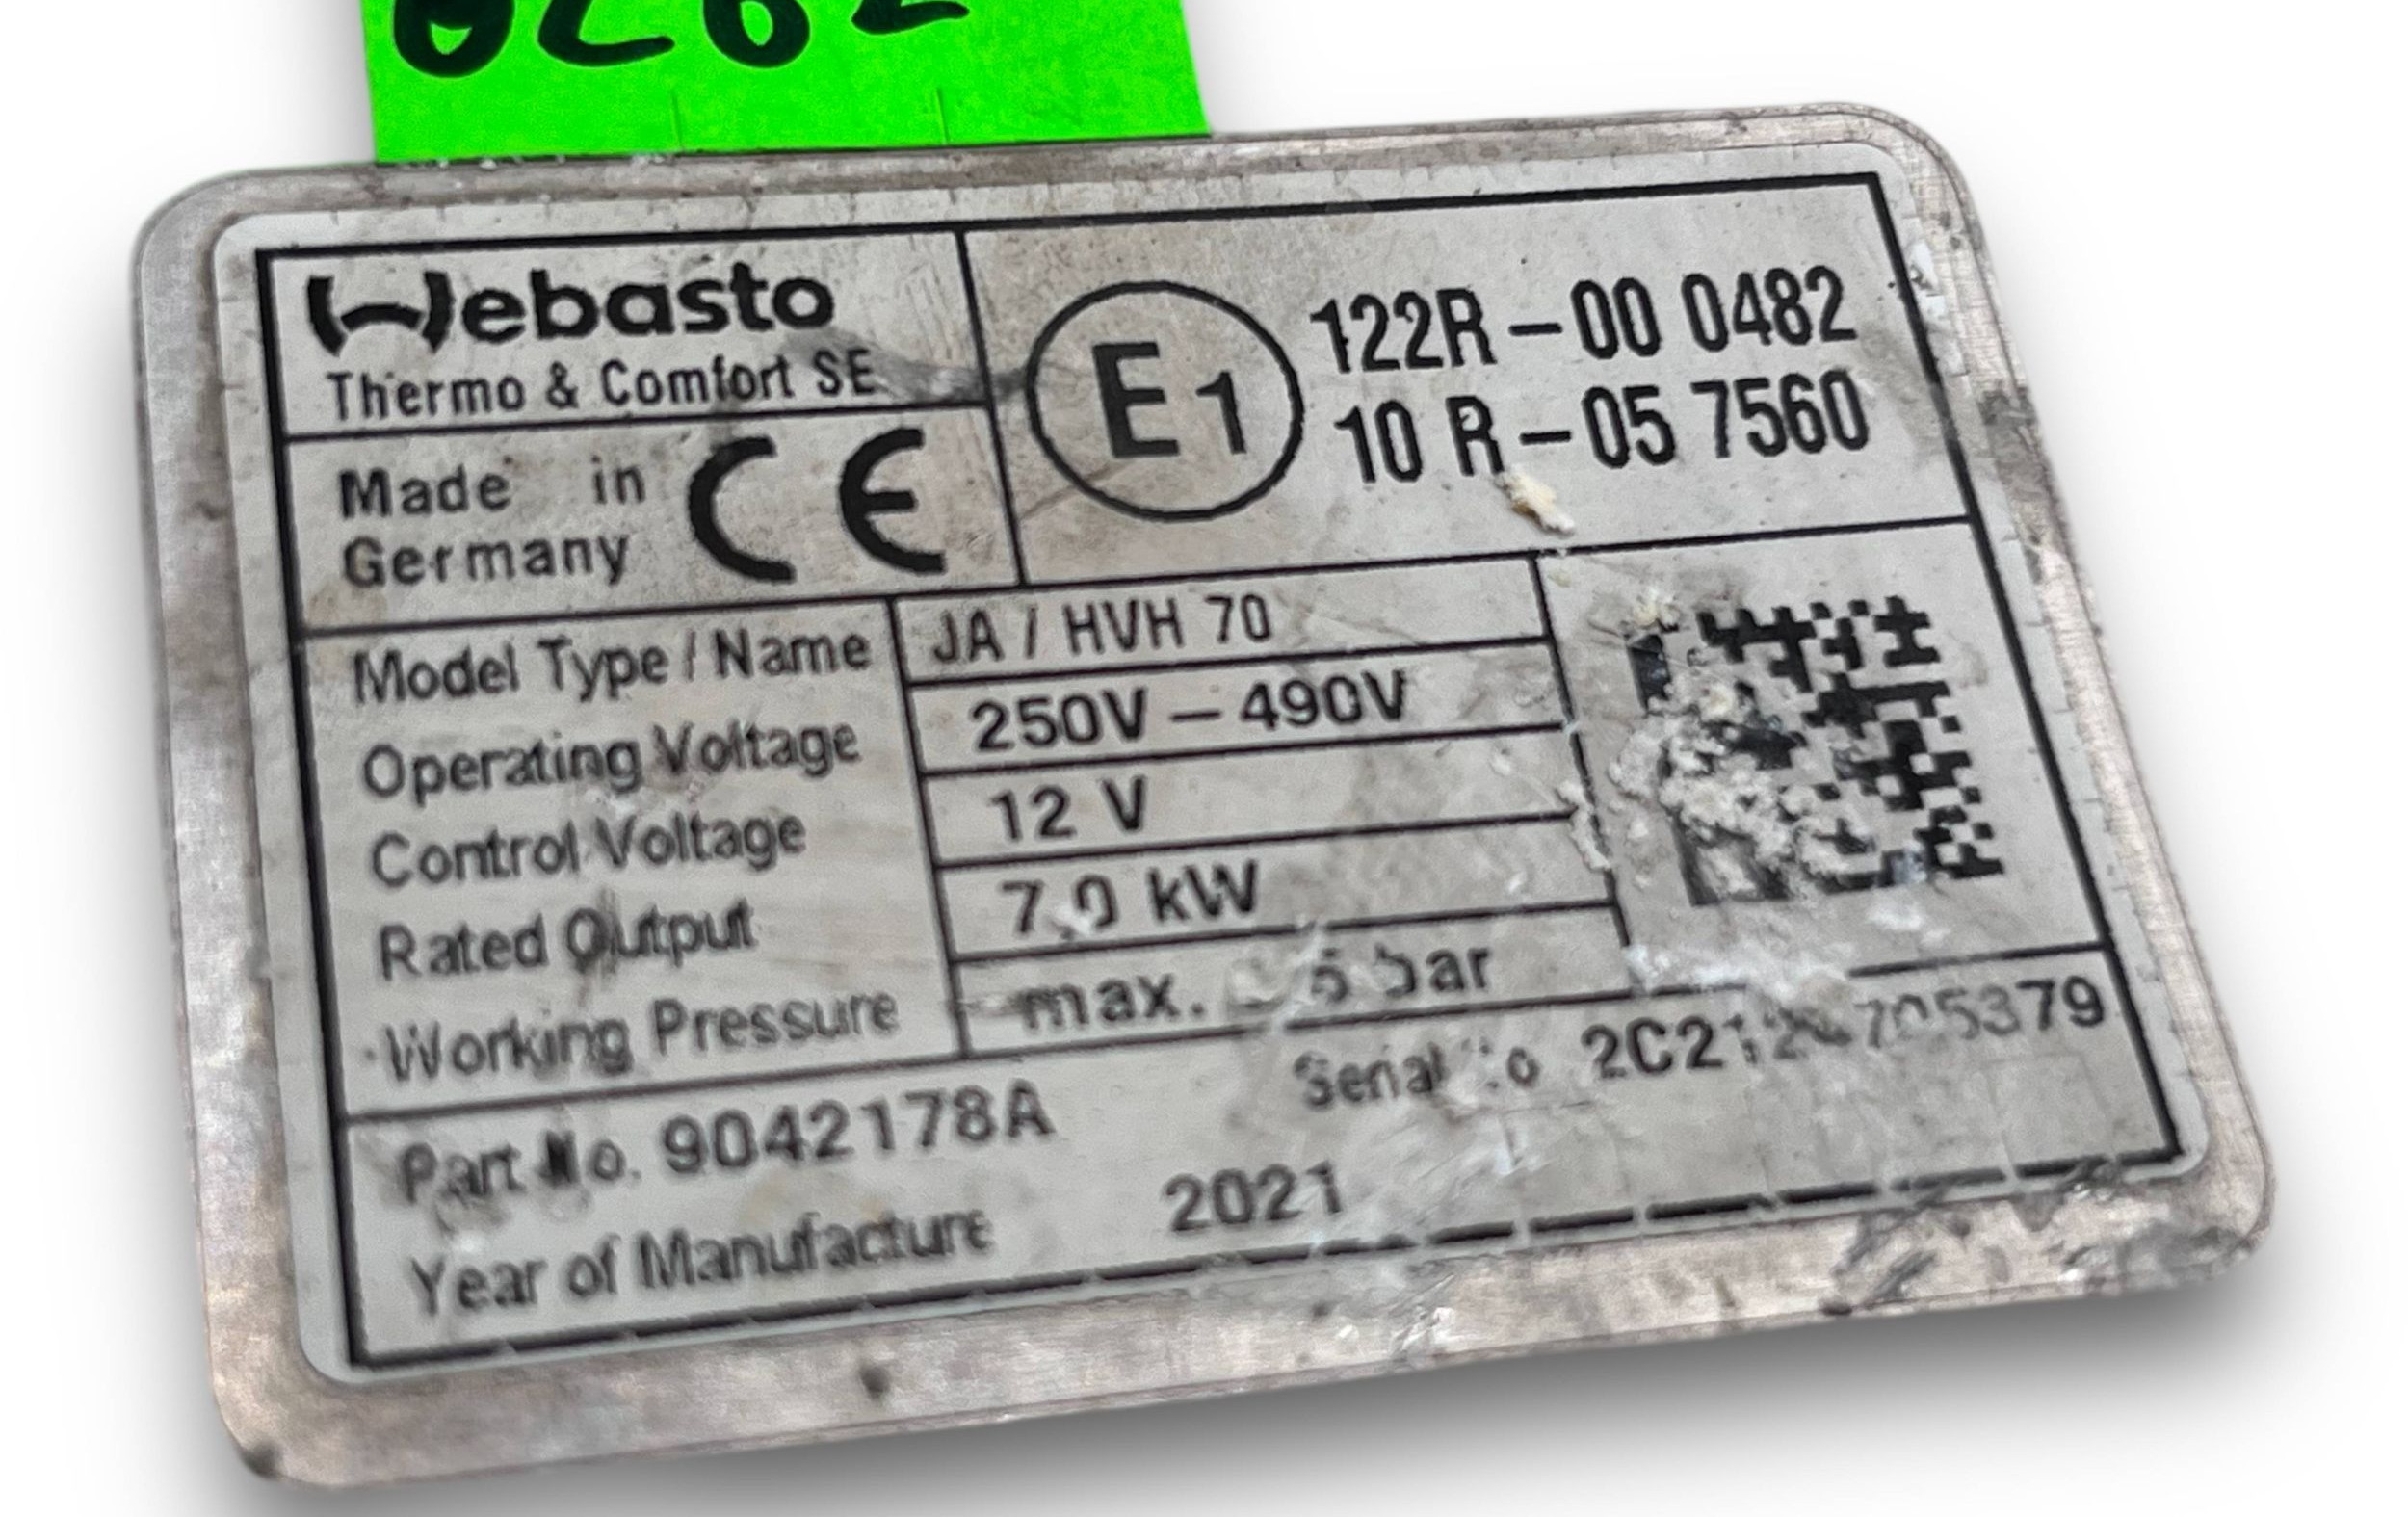 Webasto
Thermo & Comfort SE
Made in
Germany
CE
E1
122R – 00 0482
10 R – 05 7560
Model Type / Name JA / HVH 70
Operating Voltage 250V – 490V
Control Voltage 12 V
Rated Output 7,0 kW
Working Pressure max. bar
Part No. 9042178A Serial No
Year of Manufacture 2021